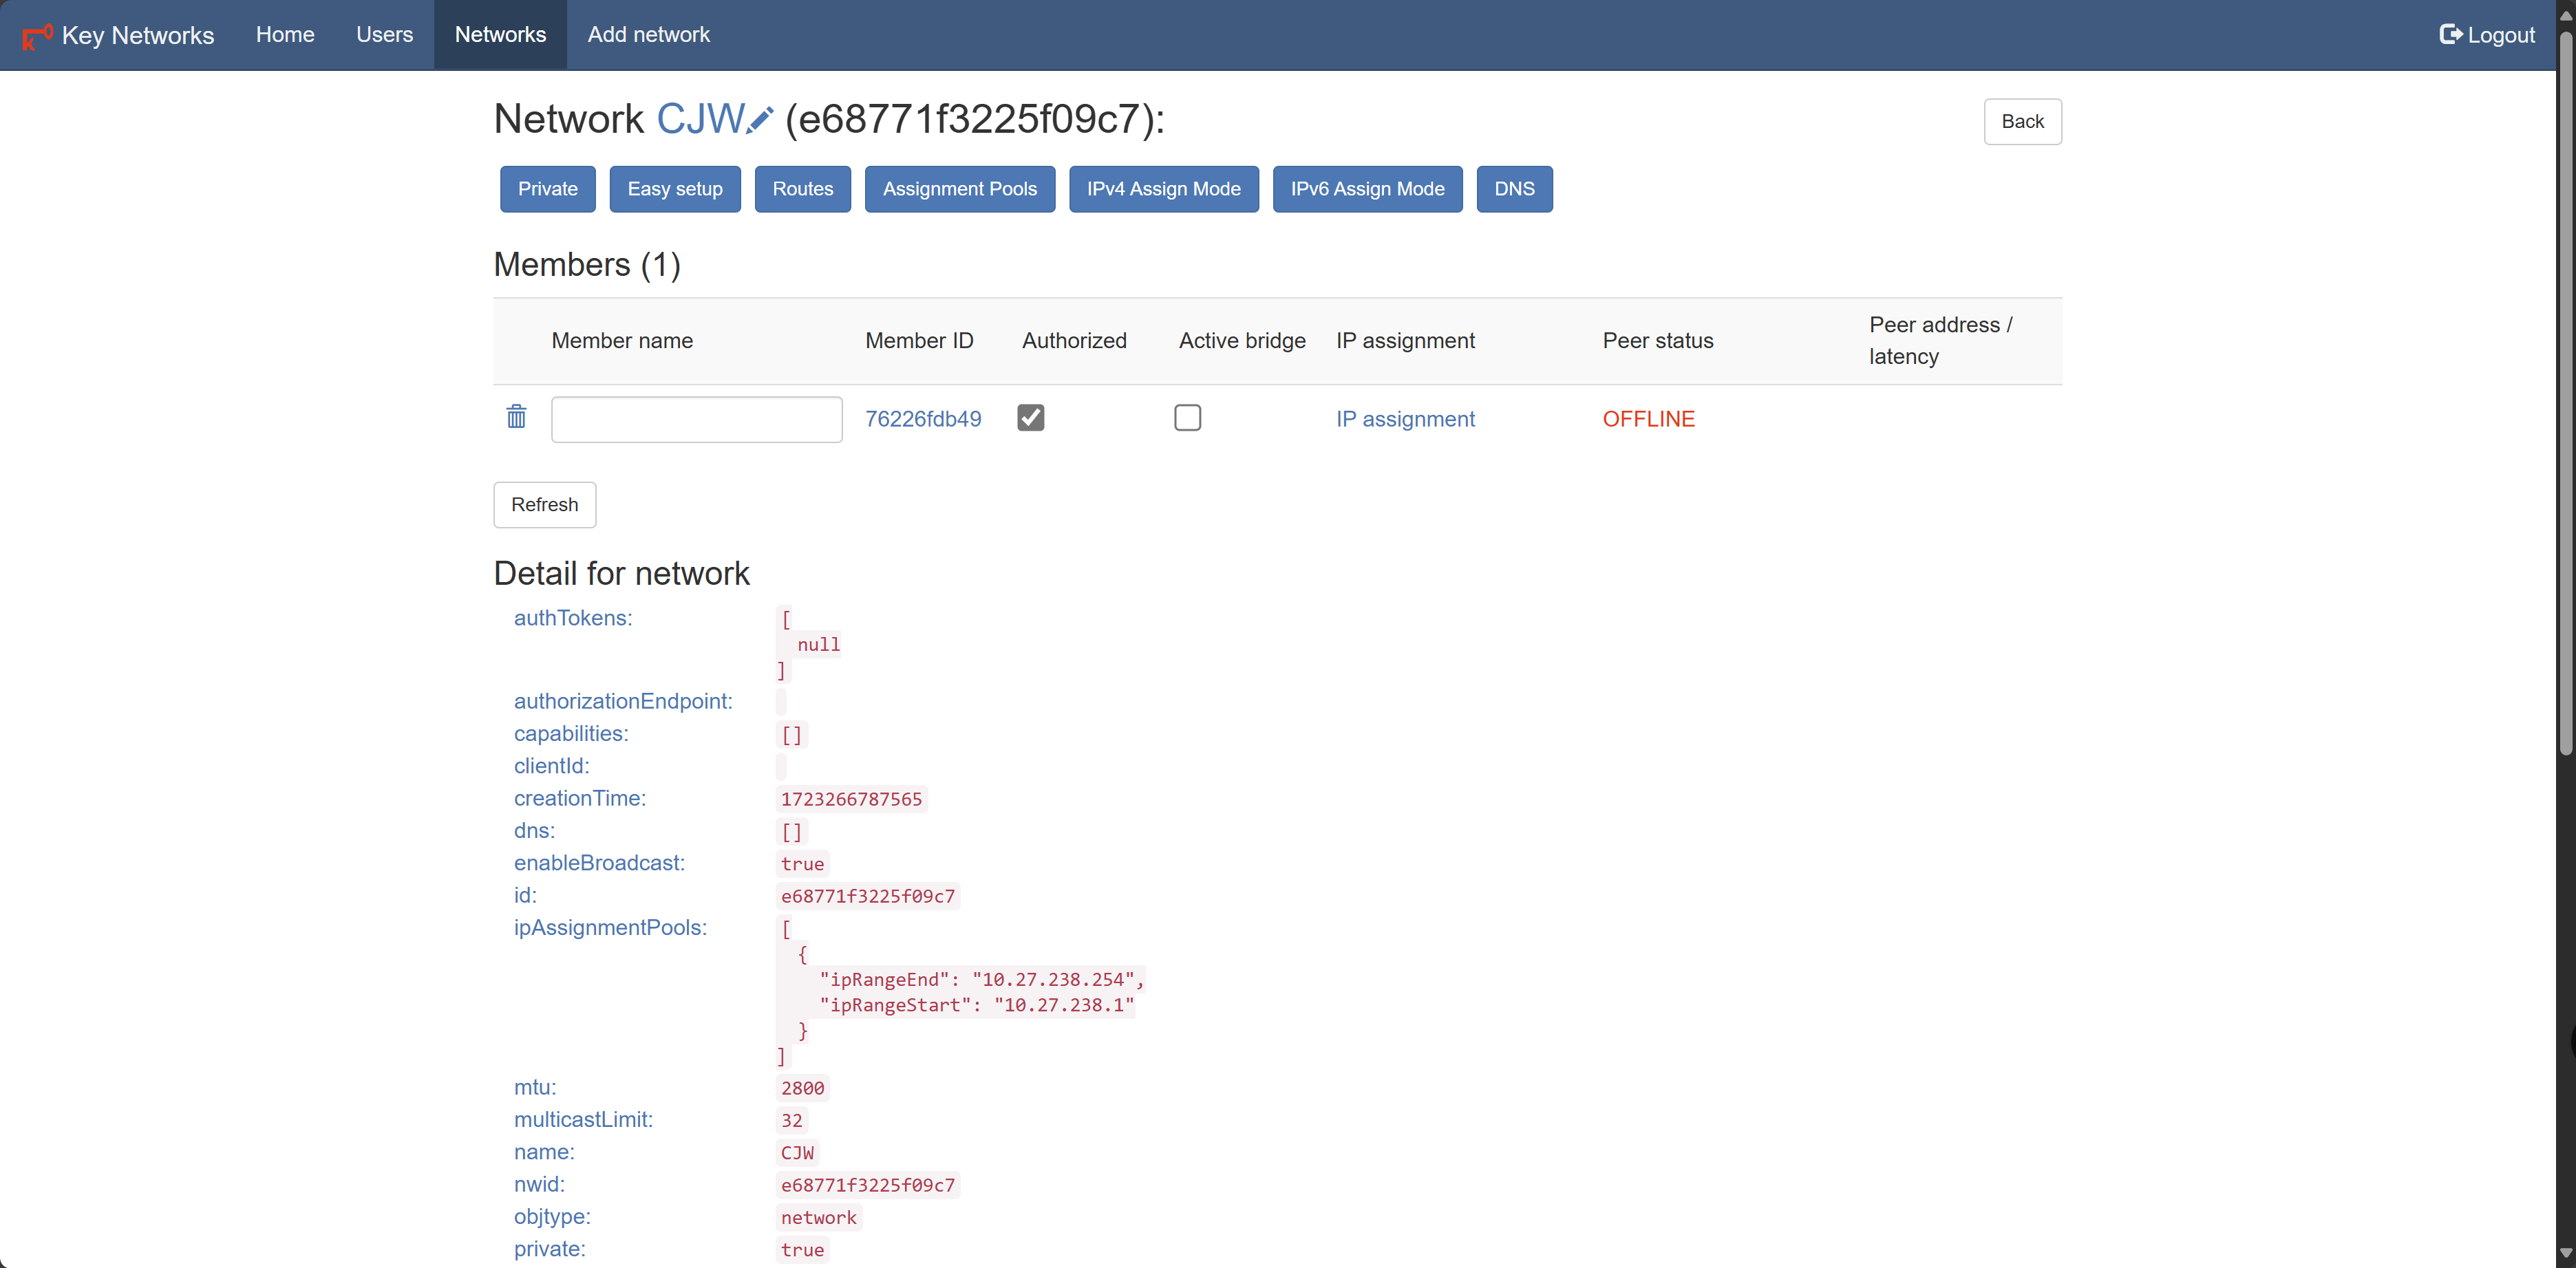 Key Networks Home Users Networks Add network Logout
Network CJW (e68771f3225f09c7):
Back
Private Easy setup Routes Assignment Pools IPv4 Assign Mode IPv6 Assign Mode DNS
Members (1)
Member name Member ID Authorized Active bridge IP assignment Peer status Peer address / latency
76226fdb49 IP assignment OFFLINE
Refresh
Detail for network
authTokens: [
null
]
authorizationEndpoint:
capabilities: []
clientId:
creationTime: 1723266787565
dns: []
enableBroadcast: true
id: e68771f3225f09c7
ipAssignmentPools: [
{
"ipRangeEnd": "10.27.238.254",
"ipRangeStart": "10.27.238.1"
}
]
mtu: 2800
multicastLimit: 32
name: CJW
nwid: e68771f3225f09c7
objtype: network
private: true